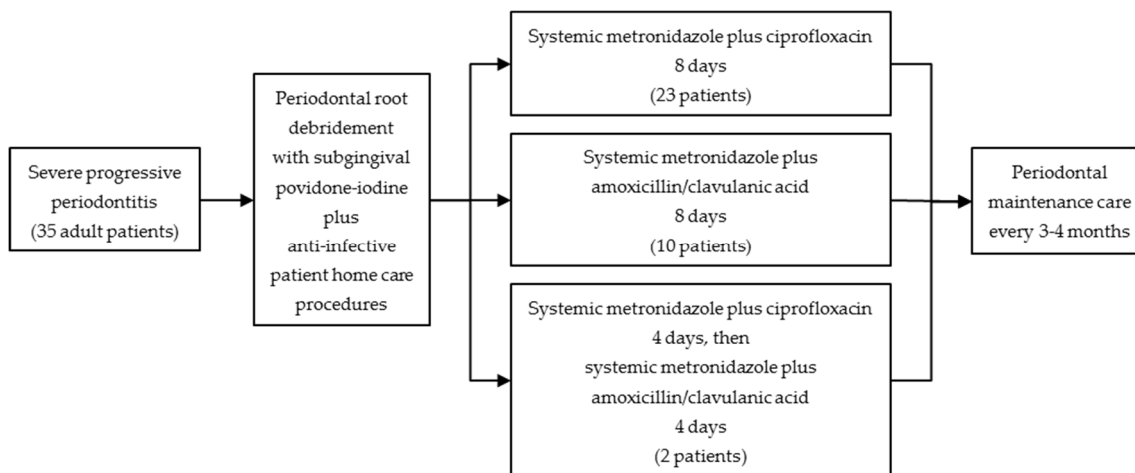 Severe progressive
periodontitis
(35 adult patients)
Periodontal root
debridement
with subgingival
povidone-iodine
plus
anti-infective
patient home care
procedures
Systemic metronidazole plus ciprofloxacin
8 days
(23 patients)
Systemic metronidazole plus
amoxicillin/clavulanic acid
8 days
(10 patients)
Systemic metronidazole plus ciprofloxacin
4 days, then
systemic metronidazole plus
amoxicillin/clavulanic acid
4 days
(2 patients)
Periodontal
maintenance care
every 3-4 months